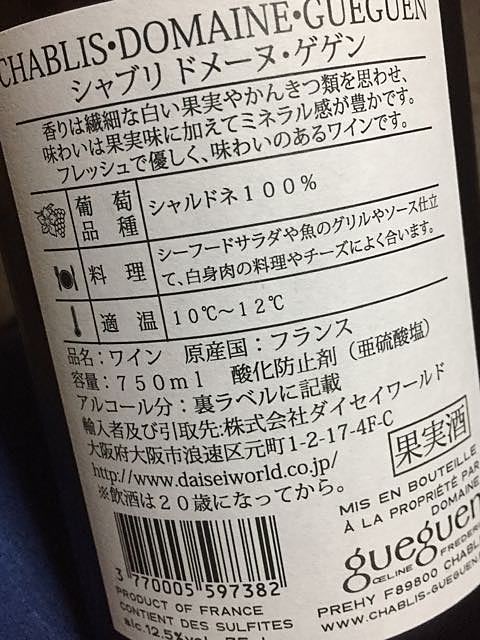 CHABLIS・DOMAINE・GUEGUEN
シャブリ ドメーヌ・ゲゲン
香りは繊細な白い果実やかんきつ類を思わせ、
味わいは果実味に加えてミネラル感が豊かです。
フレッシュで優しく、味わいのあるワインです。
葡萄品種 シャルドネ100%
料理 シーフードサラダや魚のグリルやソース仕立
て、白身肉の料理やチーズによく合います。
適温 10℃～12℃
品名：ワイン 原産国：フランス
容量：750ml 酸化防止剤（亜硫酸塩）
アルコール分：裏ラベルに記載
輸入者及び引取先:株式会社ダイセイワールド
大阪府大阪市浪速区元町1-2-17-4F-C
http://www.daiseiworld.co.jp/
※飲酒は20歳になってから。
果実酒
3 770005 597382
PRODUCT OF FRANCE
CONTIENT DES SULFITES
alc.12.5%vol.
MIS EN BOUTEILLE
À LA PROPRIÉTÉ PAR
DOMAINE
gueguen
CÉLINE FRÉDÉRIC
PREHY F89800 CHABLIS
WWW.CHABLIS-GUEGUEN